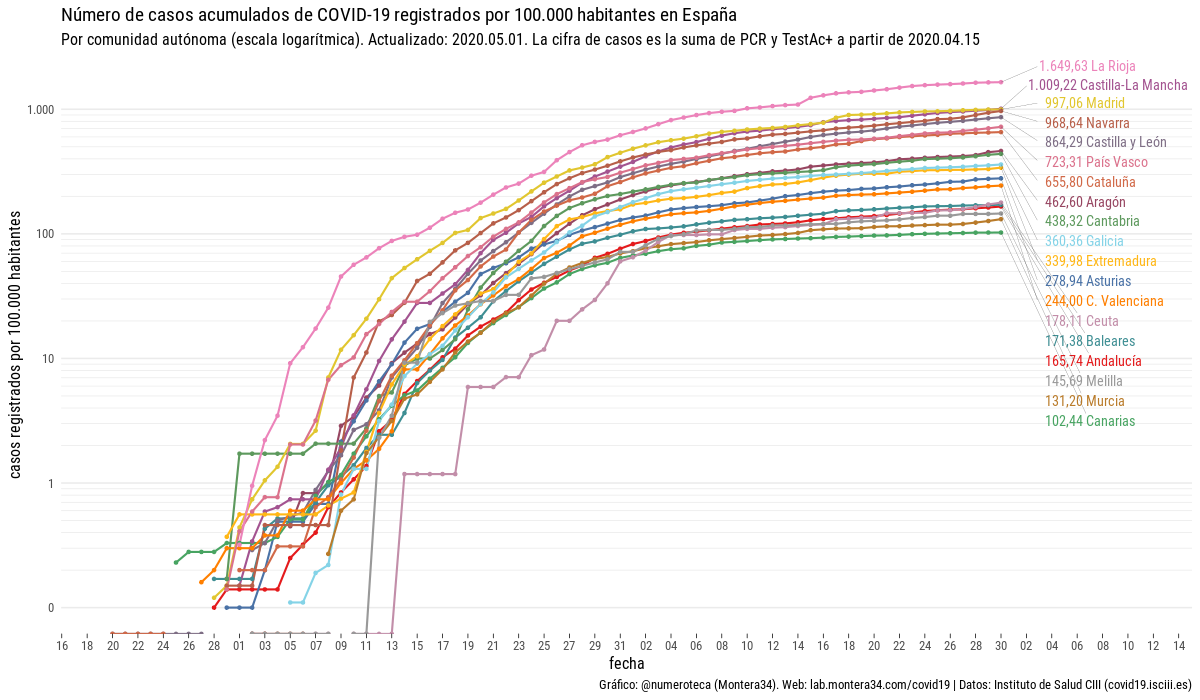 Número de casos acumulados de COVID-19 registrados por 100.000 habitantes en España
Por comunidad autónoma (escala logarítmica). Actualizado: 2020.05.01. La cifra de casos es la suma de PCR y TestAc+ a partir de 2020.04.15
casos registrados por 100.000 habitantes
1.000
100
10
1
0
1.649,63 La Rioja
1.009,22 Castilla-La Mancha
997,06 Madrid
968,64 Navarra
864,29 Castilla y León
723,31 País Vasco
655,80 Cataluña
462,60 Aragón
438,32 Cantabria
360,36 Galicia
339,98 Extremadura
278,94 Asturias
244,00 C. Valenciana
178,11 Ceuta
171,38 Baleares
165,74 Andalucía
145,69 Melilla
131,20 Murcia
102,44 Canarias
16 18 20 22 24 26 28 01 03 05 07 09 11 13 15 17 19 21 23 25 27 29 31 02 04 06 08 10 12 14 16 18 20 22 24 26 28 30 02 04 06 08 10 12 14
fecha
Gráfico: @numeroteca (Montera34). Web: lab.montera34.com/covid19 | Datos: Instituto de Salud CIII (covid19.isciii.es)